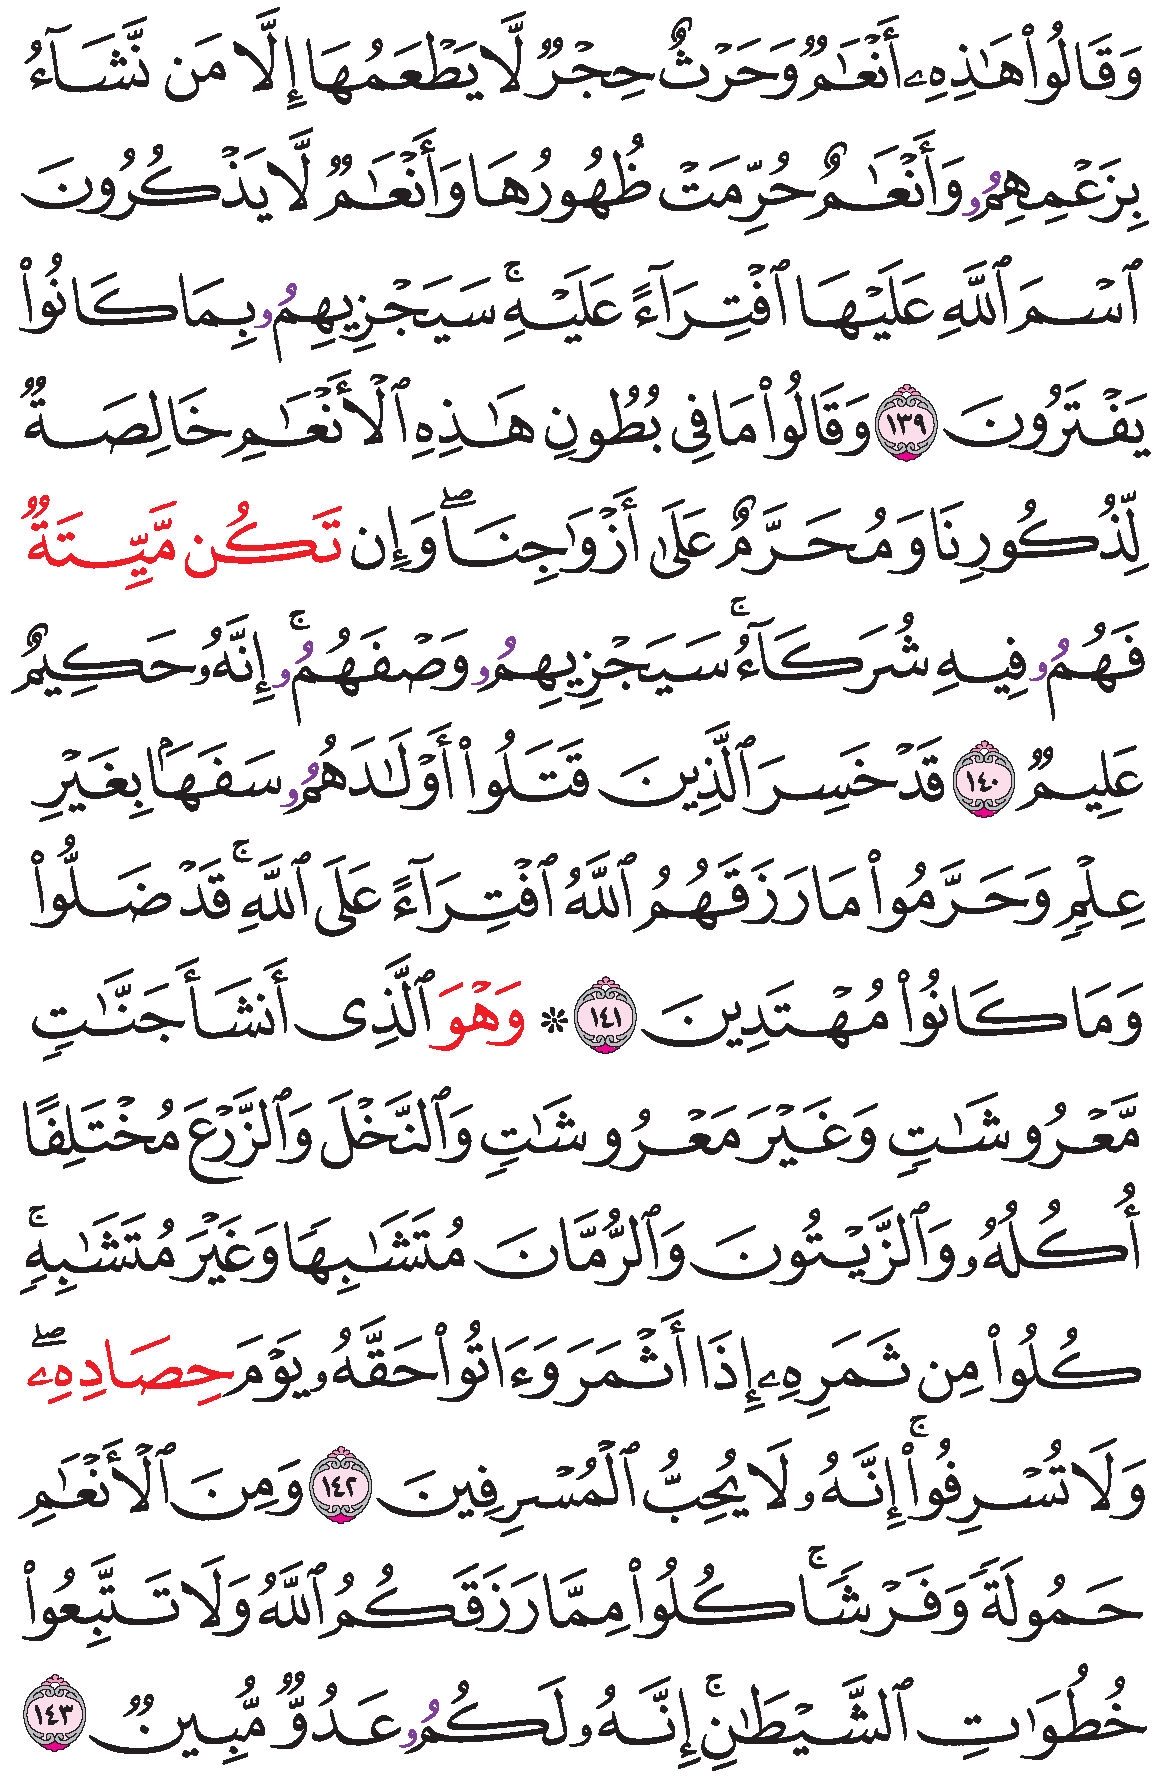 وَقَالُوا۟ هَـٰذِهِۦ أَنْعَـٰمٌ وَحَرْثٌ حِجْرٌ لَّا يَطْعَمُهَا إِلَّا مَن نَّشَآءُ
بِزَعْمِهِمُۥ وَأَنْعَـٰمٌ حُرِّمَتْ ظُهُورُهَا وَأَنْعَـٰمٌ لَّا يَذْكُرُونَ
ٱسْمَ ٱللَّهِ عَلَيْهَا ٱفْتِرَآءً عَلَيْهِ ۚ سَيَجْزِيهِمُۥ بِمَا كَانُوا۟
يَفْتَرُونَ ١٣٩ وَقَالُوا۟ مَا فِى بُطُونِ هَـٰذِهِ ٱلْأَنْعَـٰمِ خَالِصَةٌ
لِّذُكُورِنَا وَمُحَرَّمٌ عَلَىٰ أَزْوَٰجِنَا ۖ وَإِن تَكُن مَّيِّتَةٌ
فَهُمُۥ فِيهِ شُرَكَآءُ ۚ سَيَجْزِيهِمُۥ وَصْفَهُمُۥ ۚ إِنَّهُۥ حَكِيمٌ
عَلِيمٌ ١٤٠ قَدْ خَسِرَ ٱلَّذِينَ قَتَلُوا۟ أَوْلَـٰدَهُمُۥ سَفَهًۢا بِغَيْرِ
عِلْمٍ وَحَرَّمُوا۟ مَا رَزَقَهُمُ ٱللَّهُ ٱفْتِرَآءً عَلَى ٱللَّهِ ۚ قَدْ ضَلُّوا۟
وَمَا كَانُوا۟ مُهْتَدِينَ ١٤١ ۞ وَهْوَ ٱلَّذِى أَنشَأَ جَنَّـٰتٍ
مَّعْرُوشَـٰتٍ وَغَيْرَ مَعْرُوشَـٰتٍ وَٱلنَّخْلَ وَٱلزَّرْعَ مُخْتَلِفًا
أُكُلُهُۥ وَٱلزَّيْتُونَ وَٱلرُّمَّانَ مُتَشَـٰبِهًا وَغَيْرَ مُتَشَـٰبِهٍ ۚ
كُلُوا۟ مِن ثَمَرِهِۦ إِذَا أَثْمَرَ وَءَاتُوا۟ حَقَّهُۥ يَوْمَ حِصَادِهِۦ ۖ
وَلَا تُسْرِفُوا۟ ۚ إِنَّهُۥ لَا يُحِبُّ ٱلْمُسْرِفِينَ ١٤٢ وَمِنَ ٱلْأَنْعَـٰمِ
حَمُولَةً وَفَرْشًا ۚ كُلُوا۟ مِمَّا رَزَقَكُمُ ٱللَّهُ وَلَا تَتَّبِعُوا۟
خُطُوَٰتِ ٱلشَّيْطَـٰنِ ۚ إِنَّهُۥ لَكُمُۥ عَدُوٌّ مُّبِينٌ ١٤٣